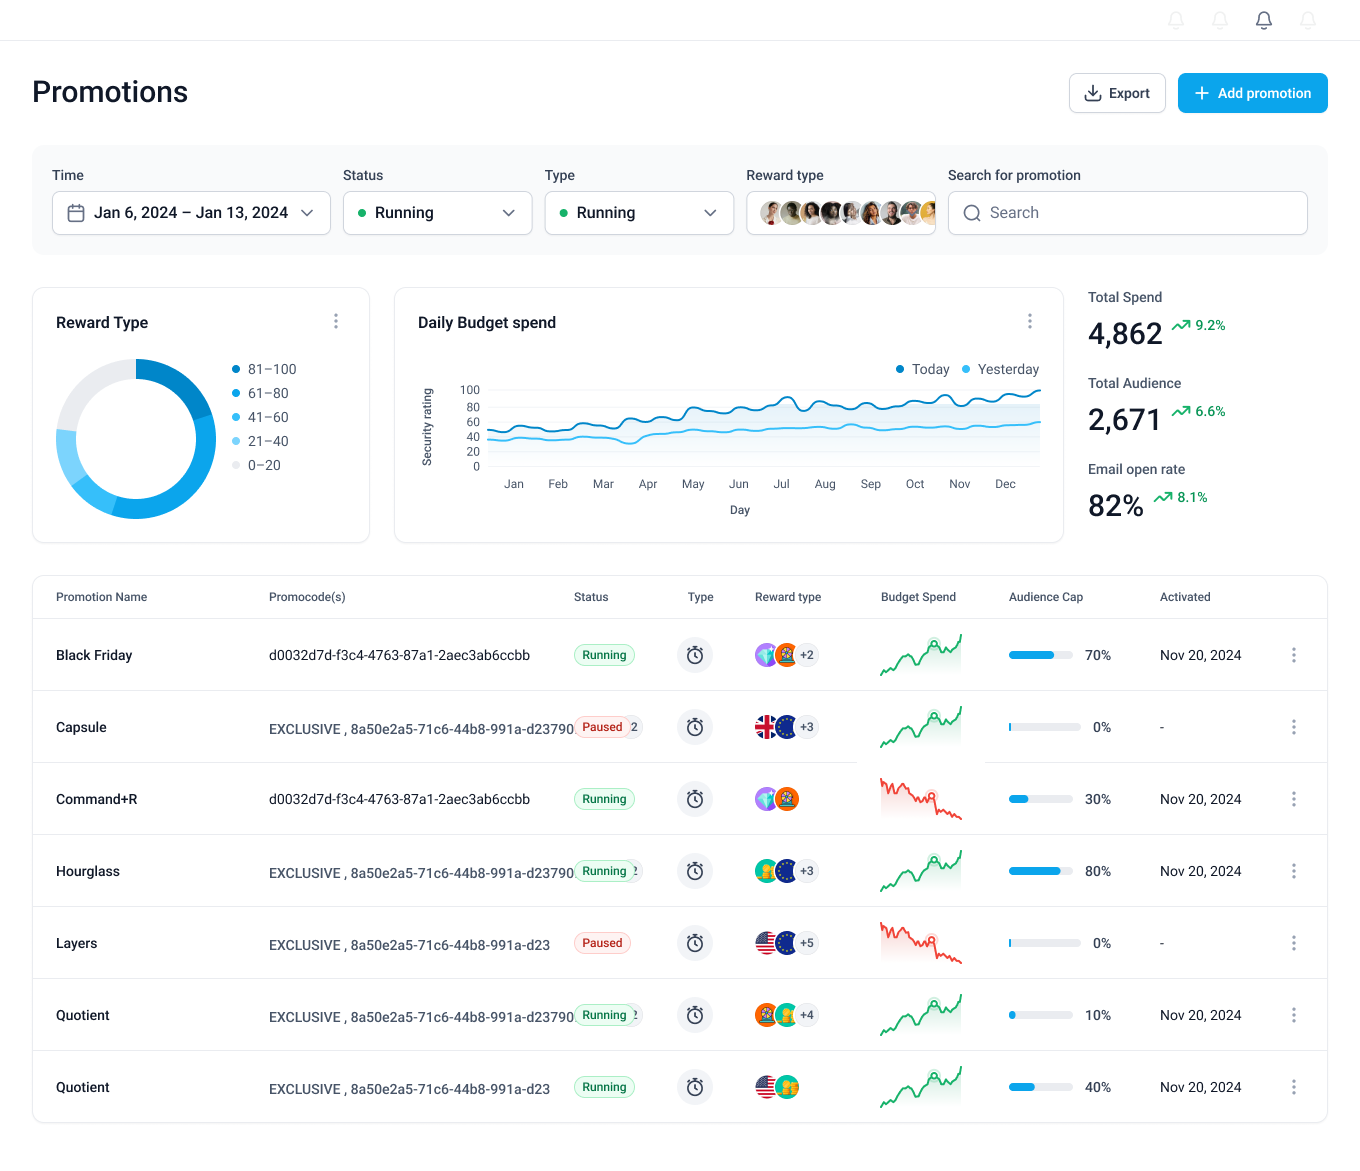 Promotions
Export
Add promotion
Time
Status
Type
Reward type
Search for promotion
Jan 6, 2024 – Jan 13, 2024
Running
Running
Search
Reward Type
81–100
61–80
41–60
21–40
0–20
Daily Budget spend
Today
Yesterday
Security rating
100
80
60
40
20
0
Jan Feb Mar Apr May Jun Jul Aug Sep Oct Nov Dec
Day
Total Spend
4,862 9.2%
Total Audience
2,671 6.6%
Email open rate
82% 8.1%
Promotion Name Promocode(s) Status Type Reward type Budget Spend Audience Cap Activated
Black Friday d0032d7d-f3c4-4763-87a1-2aec3ab6ccbb Running +2 70% Nov 20, 2024
Capsule EXCLUSIVE , 8a50e2a5-71c6-44b8-991a-d23790 Paused 2 +3 0% -
Command+R d0032d7d-f3c4-4763-87a1-2aec3ab6ccbb Running 30% Nov 20, 2024
Hourglass EXCLUSIVE , 8a50e2a5-71c6-44b8-991a-d23790 Running 2 +3 80% Nov 20, 2024
Layers EXCLUSIVE , 8a50e2a5-71c6-44b8-991a-d23 Paused +5 0% -
Quotient EXCLUSIVE , 8a50e2a5-71c6-44b8-991a-d23790 Running 2 +4 10% Nov 20, 2024
Quotient EXCLUSIVE , 8a50e2a5-71c6-44b8-991a-d23 Running 40% Nov 20, 2024